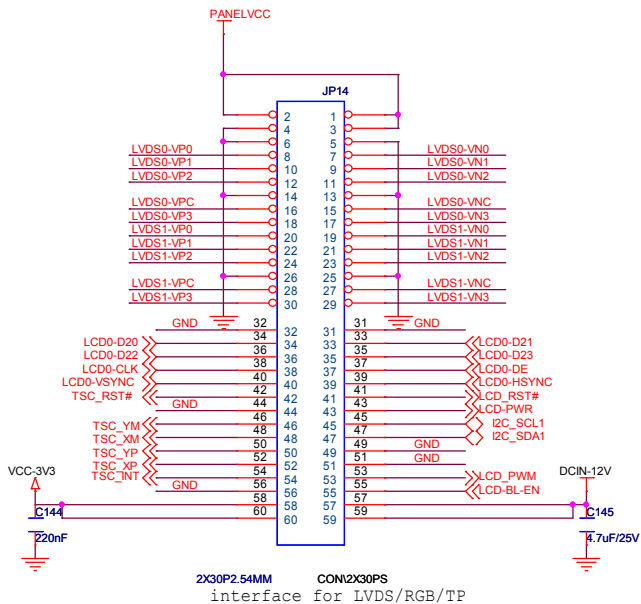 PANELVCC
JP14
2 1
4 3
6 5
LVDS0-VP0 8 7 LVDS0-VN0
LVDS0-VP1 10 9 LVDS0-VN1
LVDS0-VP2 12 11 LVDS0-VN2
14 13
LVDS0-VPC 16 15 LVDS0-VNC
LVDS0-VP3 18 17 LVDS0-VN3
LVDS1-VP0 20 19 LVDS1-VN0
LVDS1-VP1 22 21 LVDS1-VN1
LVDS1-VP2 24 23 LVDS1-VN2
26 25
LVDS1-VPC 28 27 LVDS1-VNC
LVDS1-VP3 30 29 LVDS1-VN3
GND 32 32 31 31 GND
LCD0-D20 34 34 33 33 LCD0-D21
LCD0-D22 36 36 35 35 LCD0-D23
LCD0-CLK 38 38 37 37 LCD0-DE
LCD0-VSYNC 40 40 39 39 LCD0-HSYNC
TSC_RST# 42 42 41 41 LCD_RST#
GND 44 44 43 43 LCD-PWR
TSC_YM 46 46 45 45 I2C_SCL1
TSC_XM 48 48 47 47 I2C_SDA1
TSC_YP 50 50 49 49 GND
TSC_XP 52 52 51 51 GND
TSC_INT 54 54 53 53 LCD_PWM
GND 56 56 55 55 LCD-BL-EN
VCC-3V3 58 58 57 57 DCIN-12V
60 60 59 59
C144 C145
220nF 4.7uF/25V
2X30P2.54MM CON\2X30PS
interface for LVDS/RGB/TP